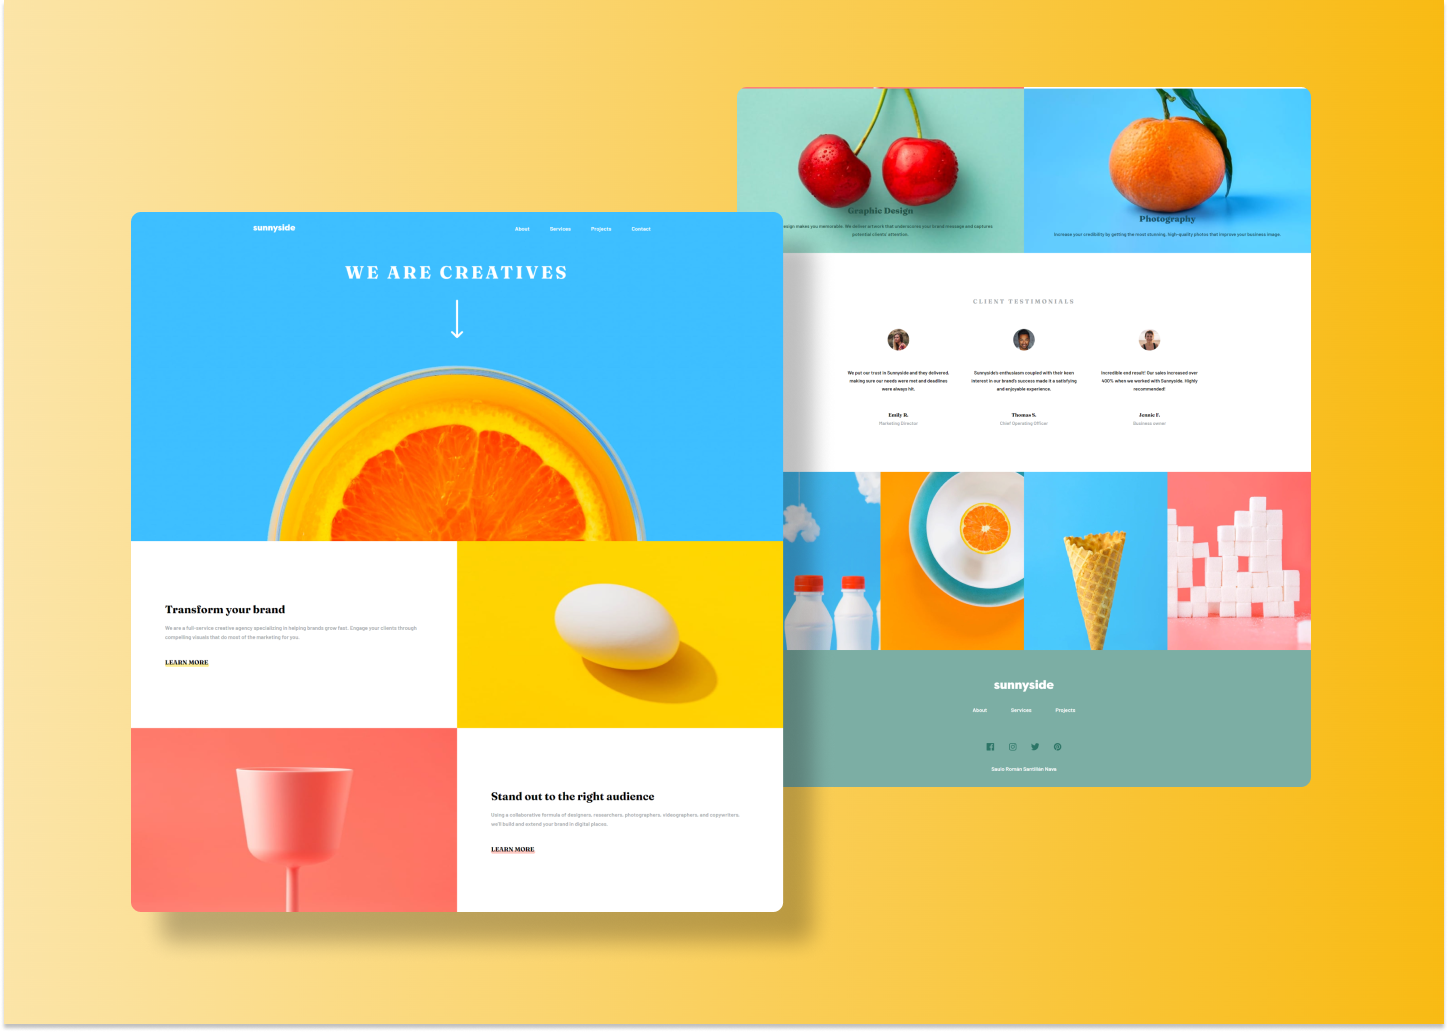 sunnyside
About Services Projects Contact
WE ARE CREATIVES
Transform your brand
We are a full-service creative agency specializing in helping brands grow fast. Engage your clients through
compelling visuals that do most of the marketing for you.
LEARN MORE
Stand out to the right audience
Using a collaborative formula of designers, researchers, photographers, videographers, and copywriters,
we'll build and extend your brand in digital places.
LEARN MORE
Graphic Design
design makes you memorable. We deliver artwork that underscores your brand message and captures
potential clients' attention.
Photography
Increase your credibility by getting the most stunning, high-quality photos that improve your business image.
CLIENT TESTIMONIALS
We put our trust in Sunnyside and they delivered,
making sure our needs were met and deadlines
were always hit.
Emily R.
Marketing Director
Sunnyside's enthusiasm coupled with their keen
interest in our brand's success made it a satisfying
and enjoyable experience.
Thomas S.
Chief Operating Officer
Incredible end result! Our sales increased over
400% when we worked with Sunnyside. Highly
recommended!
Jennie F.
Business owner
sunnyside
About Services Projects
Saulo Román Santillán Nava